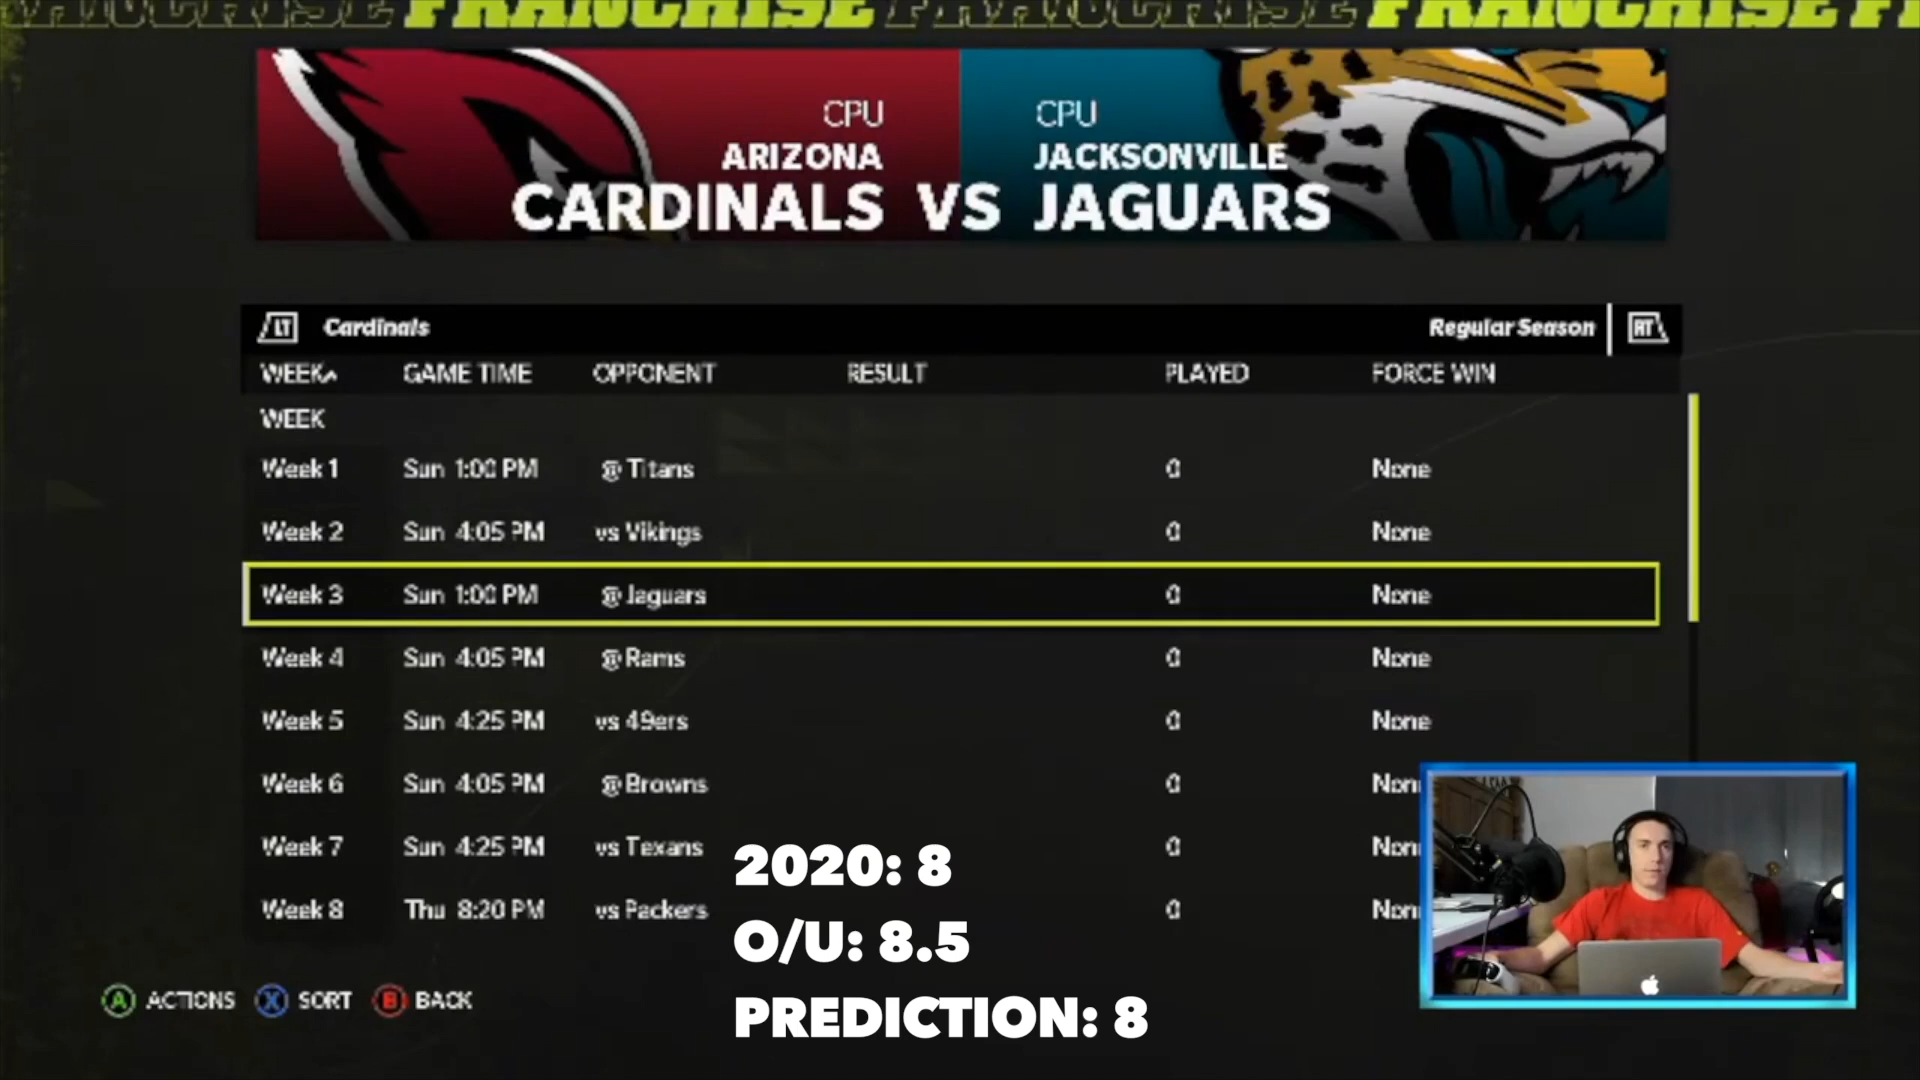 FRANCHISE FRANCHISE FRANCHISE FRANCHISE
CPU
ARIZONA
CARDINALS VS JAGUARS
CPU
JACKSONVILLE
LT Cardinals Regular Season RT
WEEK GAME TIME OPPONENT RESULT PLAYED FORCE WIN
WEEK
Week 1 Sun 1:00 PM @ Titans 0 None
Week 2 Sun 4:05 PM vs Vikings 0 None
Week 3 Sun 1:00 PM @ Jaguars 0 None
Week 4 Sun 4:05 PM @ Rams 0 None
Week 5 Sun 4:25 PM vs 49ers 0 None
Week 6 Sun 4:05 PM @ Browns 0 Non
Week 7 Sun 4:25 PM vs Texans 0 Non
Week 8 Thu 8:20 PM vs Packers 0 Non
2020: 8
O/U: 8.5
PREDICTION: 8
A ACTIONS X SORT B BACK